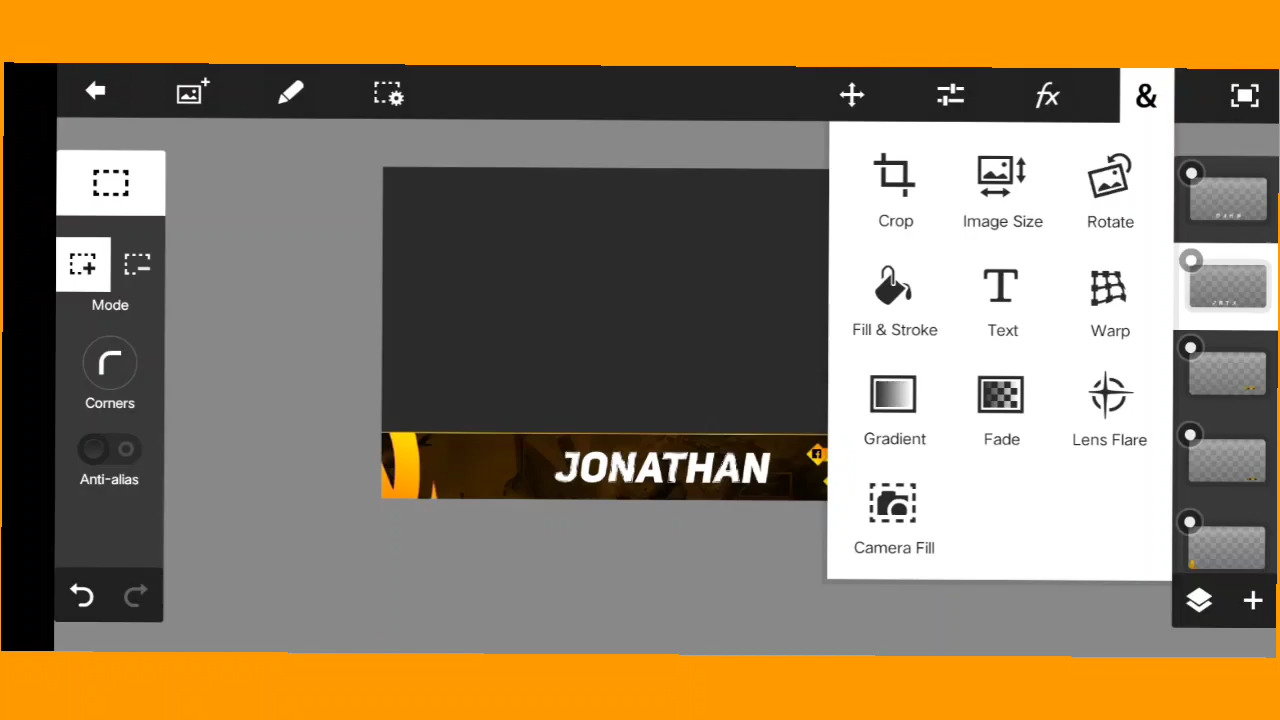 fx
&
Crop
Image Size
Rotate
Mode
Fill & Stroke
T
Text
Warp
Corners
Gradient
Fade
Lens Flare
JONATHAN
Anti-alias
Camera Fill